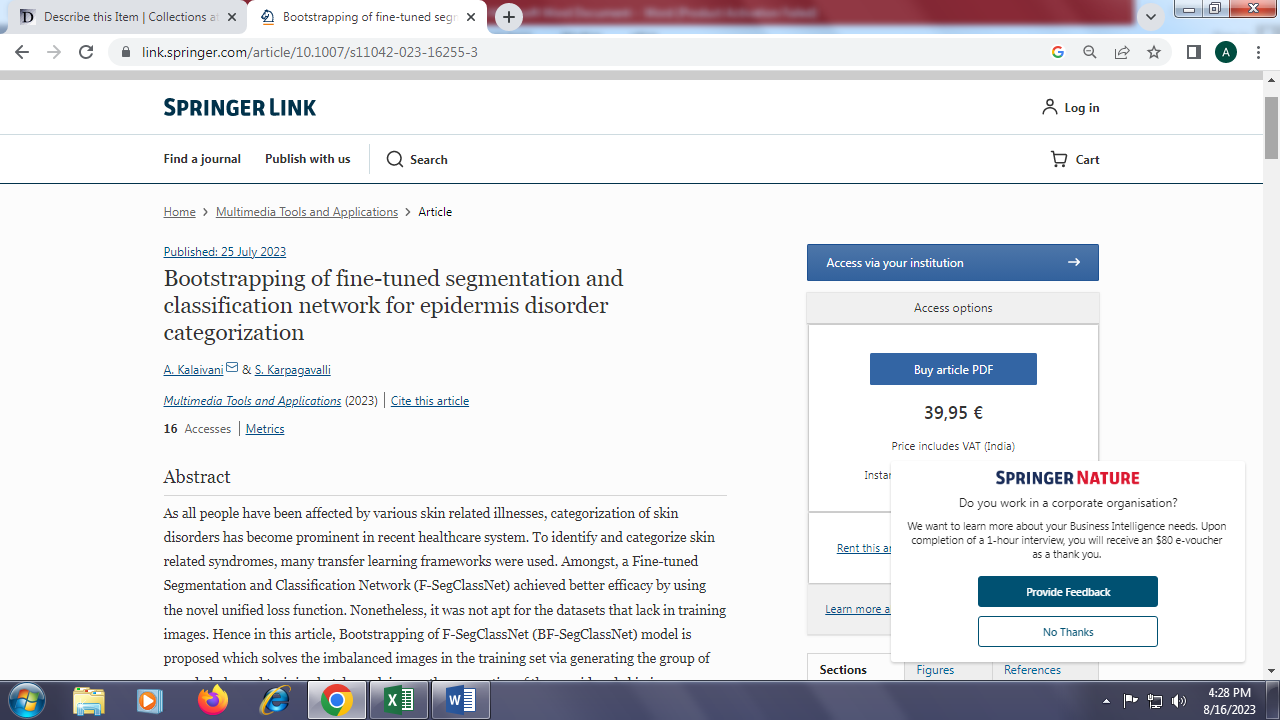 Describe this Item | Collections at
Bootstrapping of fine-tuned segm
link.springer.com/article/10.1007/s11042-023-16255-3
A
SPRINGER LINK
Log in
Find a journal
Publish with us
Search
Cart
Home > Multimedia Tools and Applications > Article
Published: 25 July 2023
Bootstrapping of fine-tuned segmentation and
classification network for epidermis disorder
categorization
A. Kalaivani & S. Karpagavalli
Multimedia Tools and Applications (2023) | Cite this article
16 Accesses | Metrics
Abstract
As all people have been affected by various skin related illnesses, categorization of skin
disorders has become prominent in recent healthcare system. To identify and categorize skin
related syndromes, many transfer learning frameworks were used. Amongst, a Fine-tuned
Segmentation and Classification Network (F-SegClassNet) achieved better efficacy by using
the novel unified loss function. Nonetheless, it was not apt for the datasets that lack in training
images. Hence in this article, Bootstrapping of F-SegClassNet (BF-SegClassNet) model is
proposed which solves the imbalanced images in the training set via generating the group of
Access via your institution
Access options
Buy article PDF
39,95 €
Price includes VAT (India)
Instan
Rent this ar
Learn more a
Sections
Figures
References
SPRINGER NATURE
Do you work in a corporate organisation?
We want to learn more about your Business Intelligence needs. Upon
completion of a 1-hour interview, you will receive an $80 e-voucher
as a thank you.
Provide Feedback
No Thanks
4:28 PM
8/16/2023